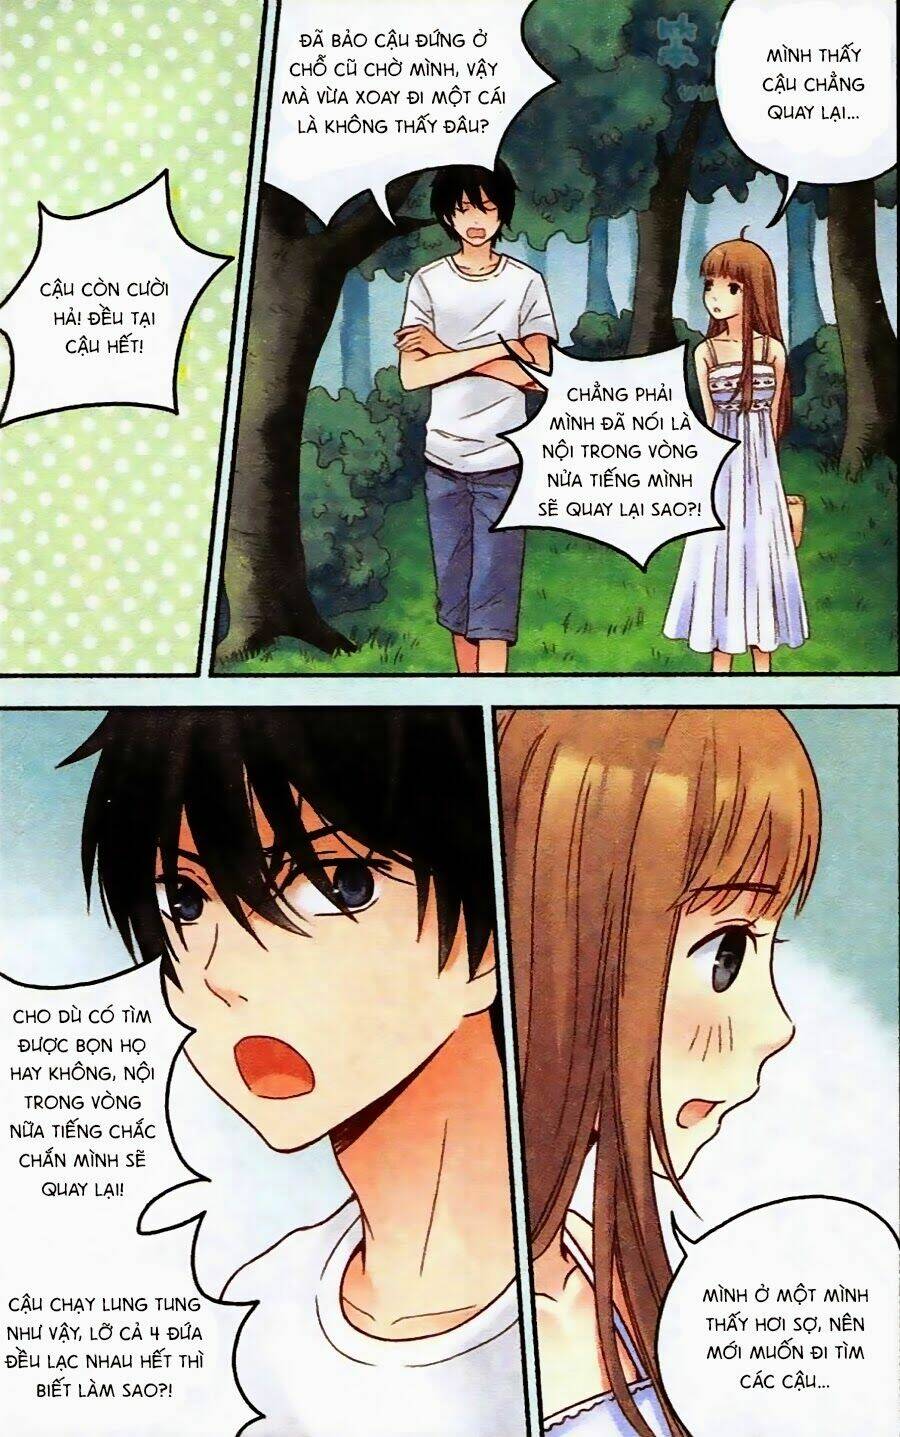 CẬU CÒN CƯỜI
HẢ! ĐỀU TẠI
CẬU HẾT!
ĐÃ BẢO CẬU ĐỨNG Ở
CHỖ CŨ CHỜ MÌNH, VẬY
MÀ VỪA XOAY ĐI MỘT CÁI
LÀ KHÔNG THẤY ĐÂU?
MÌNH THẤY
CẬU CHẲNG
QUAY LẠI...
CHẲNG PHẢI
MÌNH ĐÃ NÓI LÀ
NỘI TRONG VÒNG
NỬA TIẾNG MÌNH
SẼ QUAY LẠI SAO?!
CHO DÙ CÓ TÌM
ĐƯỢC BỌN HỌ
HAY KHÔNG, NỘI
TRONG VÒNG
NỮA TIẾNG CHẮC
CHẮN MÌNH SẼ
QUAY LẠI!
CẬU CHẠY LUNG TUNG
NHƯ VẬY, LỠ CẢ 4 ĐỨA
ĐỀU LẠC NHAU HẾT THÌ
BIẾT LÀM SAO?!
MÌNH Ở MỘT MÌNH
THẤY HƠI SỢ, NÊN
MỚI MUỐN ĐI TÌM
CÁC CẬU...